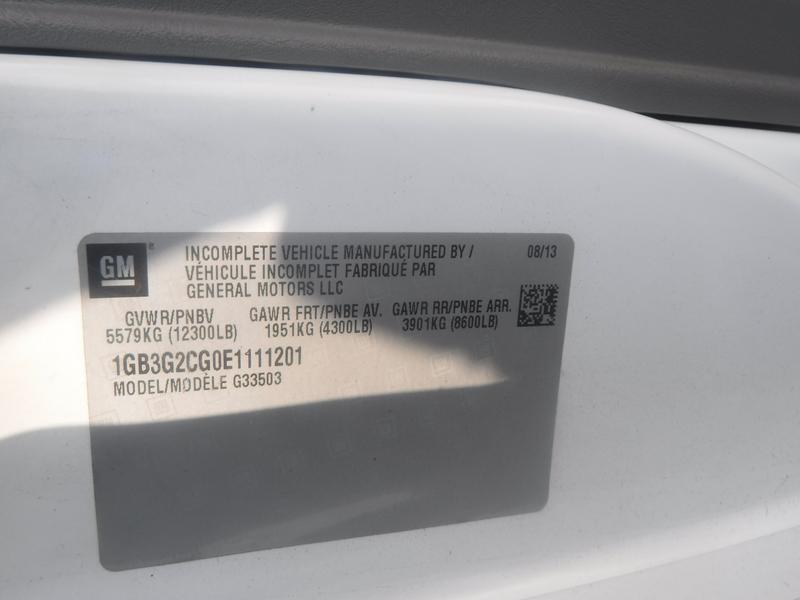 GM
INCOMPLETE VEHICLE MANUFACTURED BY / 08/13
VÉHICULE INCOMPLET FABRIQUÉ PAR
GENERAL MOTORS LLC
GVWR/PNBV GAWR FRT/PNBE AV. GAWR RR/PNBE ARR.
5579KG (12300LB) 1951KG (4300LB) 3901KG (8600LB)
1GB3G2CG0E1111201
MODEL/MODÈLE G33503